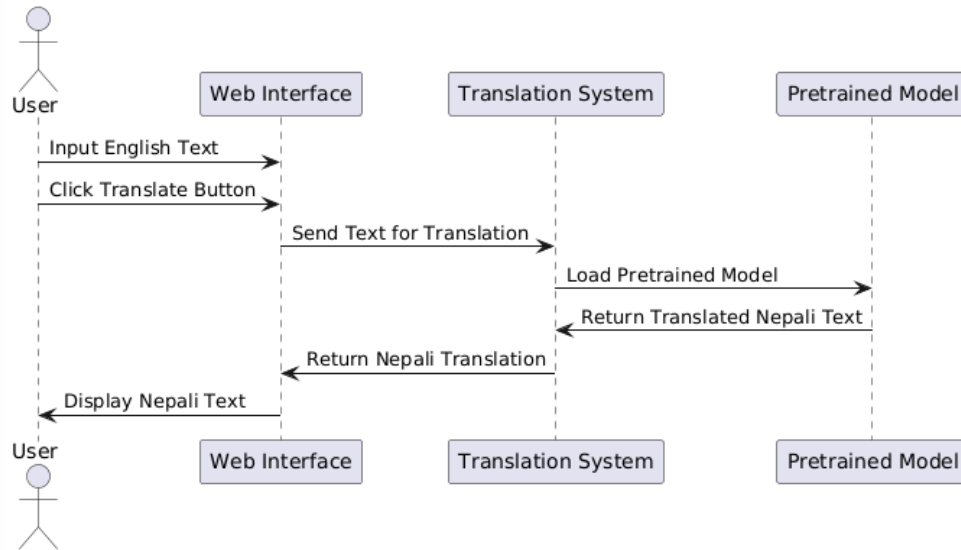 User
Web Interface
Translation System
Pretrained Model
Input English Text
Click Translate Button
Send Text for Translation
Load Pretrained Model
Return Translated Nepali Text
Return Nepali Translation
Display Nepali Text
User
Web Interface
Translation System
Pretrained Model